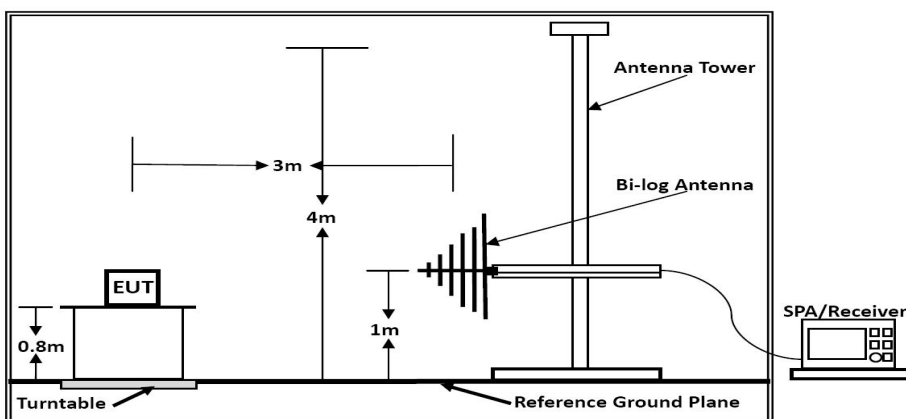 Antenna Tower
3m
Bi-log Antenna
4m
EUT
1m
0.8m
SPA/Receiver
Turntable
Reference Ground Plane